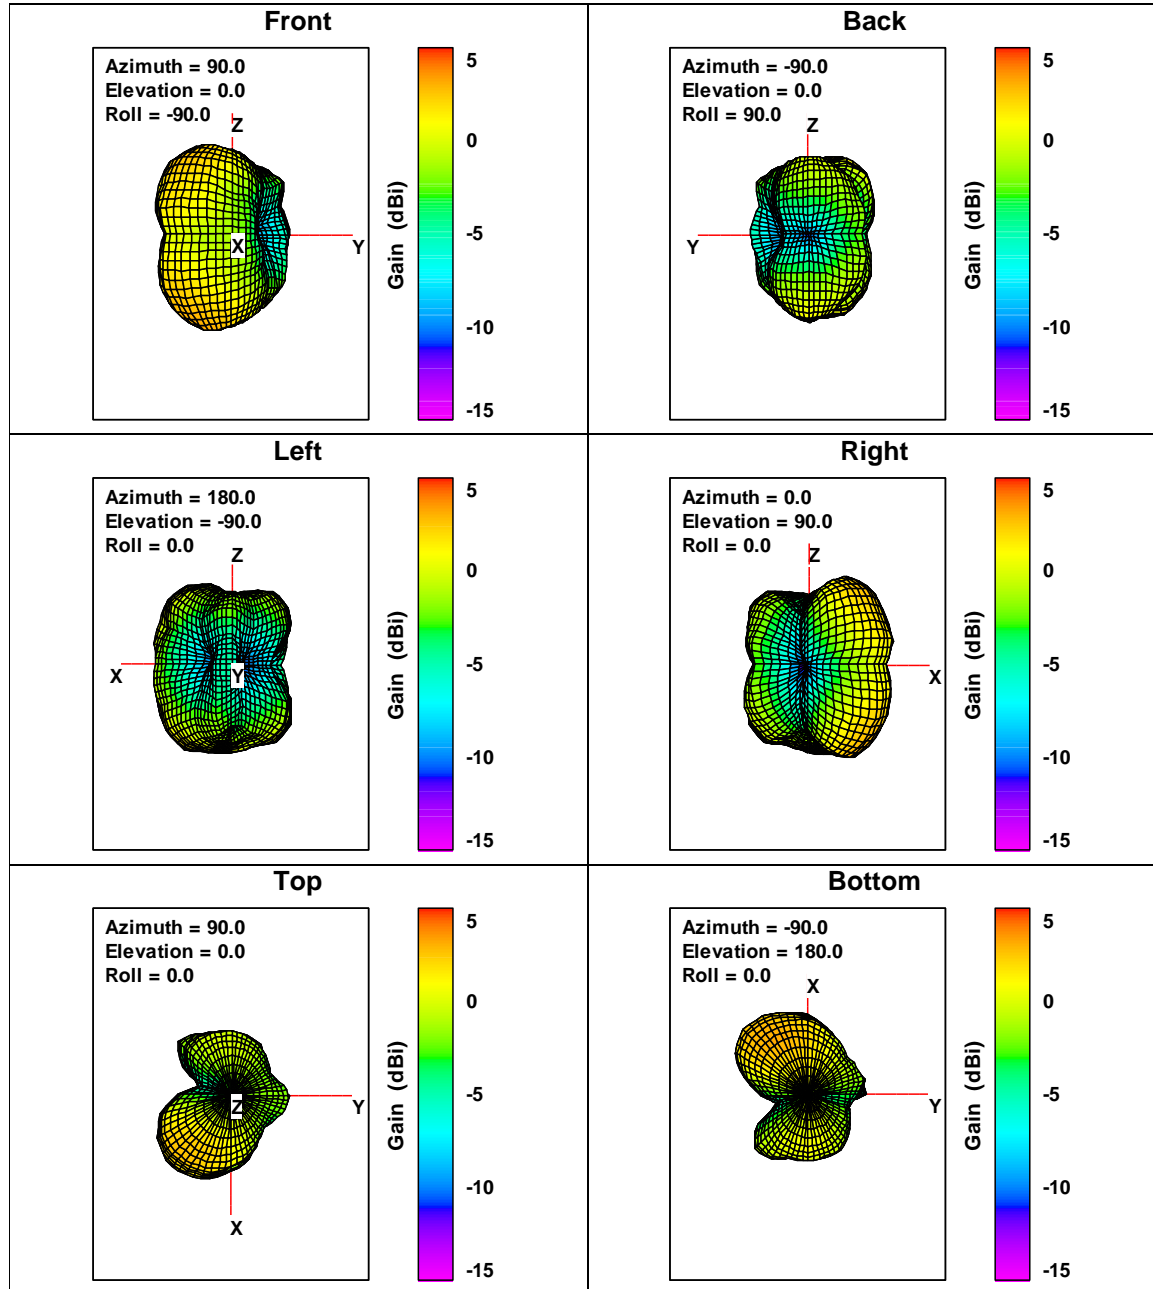 Front
Azimuth = 90.0
Elevation = 0.0
Roll = -90.0
Z
X
Y
Gain (dBi)
5
0
-5
-10
-15
Back
Azimuth = -90.0
Elevation = 0.0
Roll = 90.0
Z
Y
Gain (dBi)
5
0
-5
-10
-15
Left
Azimuth = 180.0
Elevation = -90.0
Roll = 0.0
Z
X
Y
Gain (dBi)
5
0
-5
-10
-15
Right
Azimuth = 0.0
Elevation = 90.0
Roll = 0.0
Z
X
Gain (dBi)
5
0
-5
-10
-15
Top
Azimuth = 90.0
Elevation = 0.0
Roll = 0.0
Z
Y
X
Gain (dBi)
5
0
-5
-10
-15
Bottom
Azimuth = -90.0
Elevation = 180.0
Roll = 0.0
X
Y
Gain (dBi)
5
0
-5
-10
-15